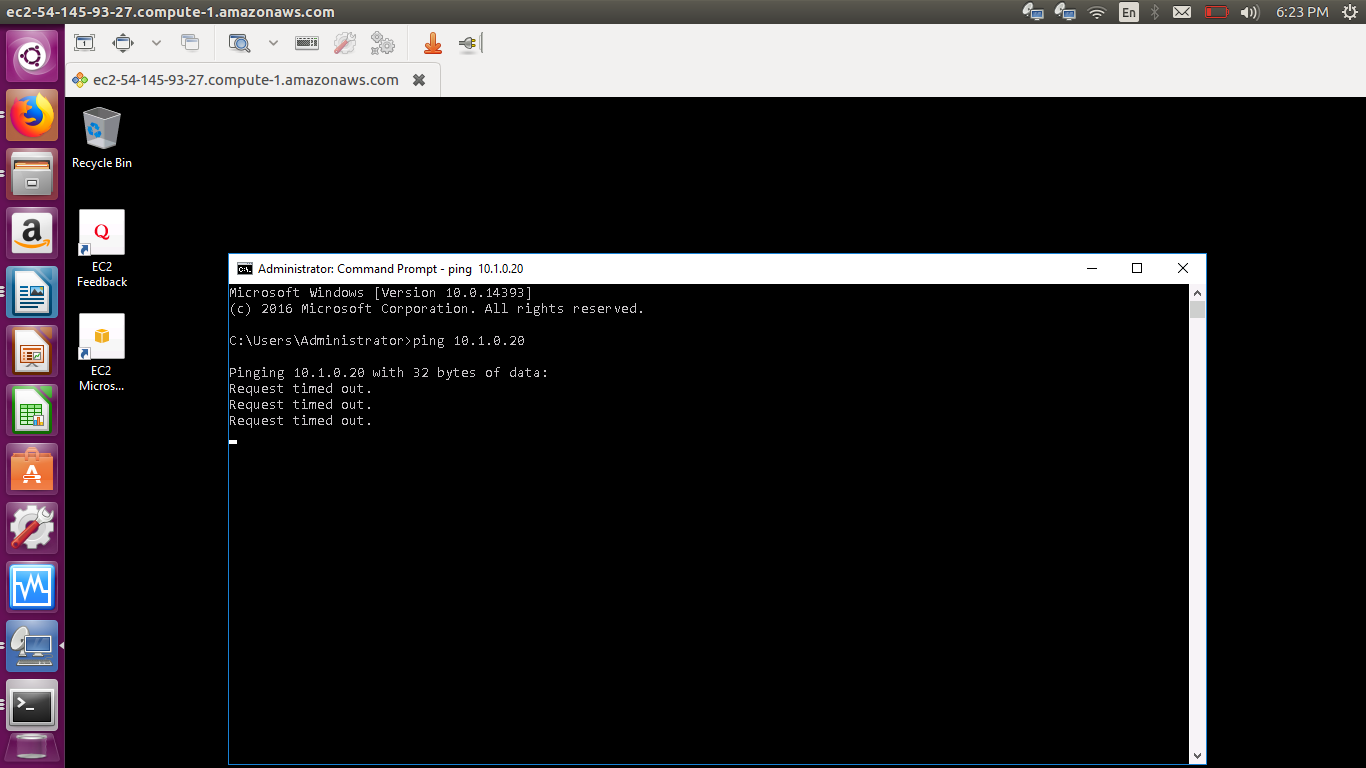 ec2-54-145-93-27.compute-1.amazonaws.com
En
6:23 PM
ec2-54-145-93-27.compute-1.amazonaws.com
Recycle Bin
Q
EC2
Feedback
EC2
Micros...
a
A
>_
C:\.
Administrator: Command Prompt - ping 10.1.0.20
Microsoft Windows [Version 10.0.14393]
(c) 2016 Microsoft Corporation. All rights reserved.
C:\Users\Administrator>ping 10.1.0.20
Pinging 10.1.0.20 with 32 bytes of data:
Request timed out.
Request timed out.
Request timed out.